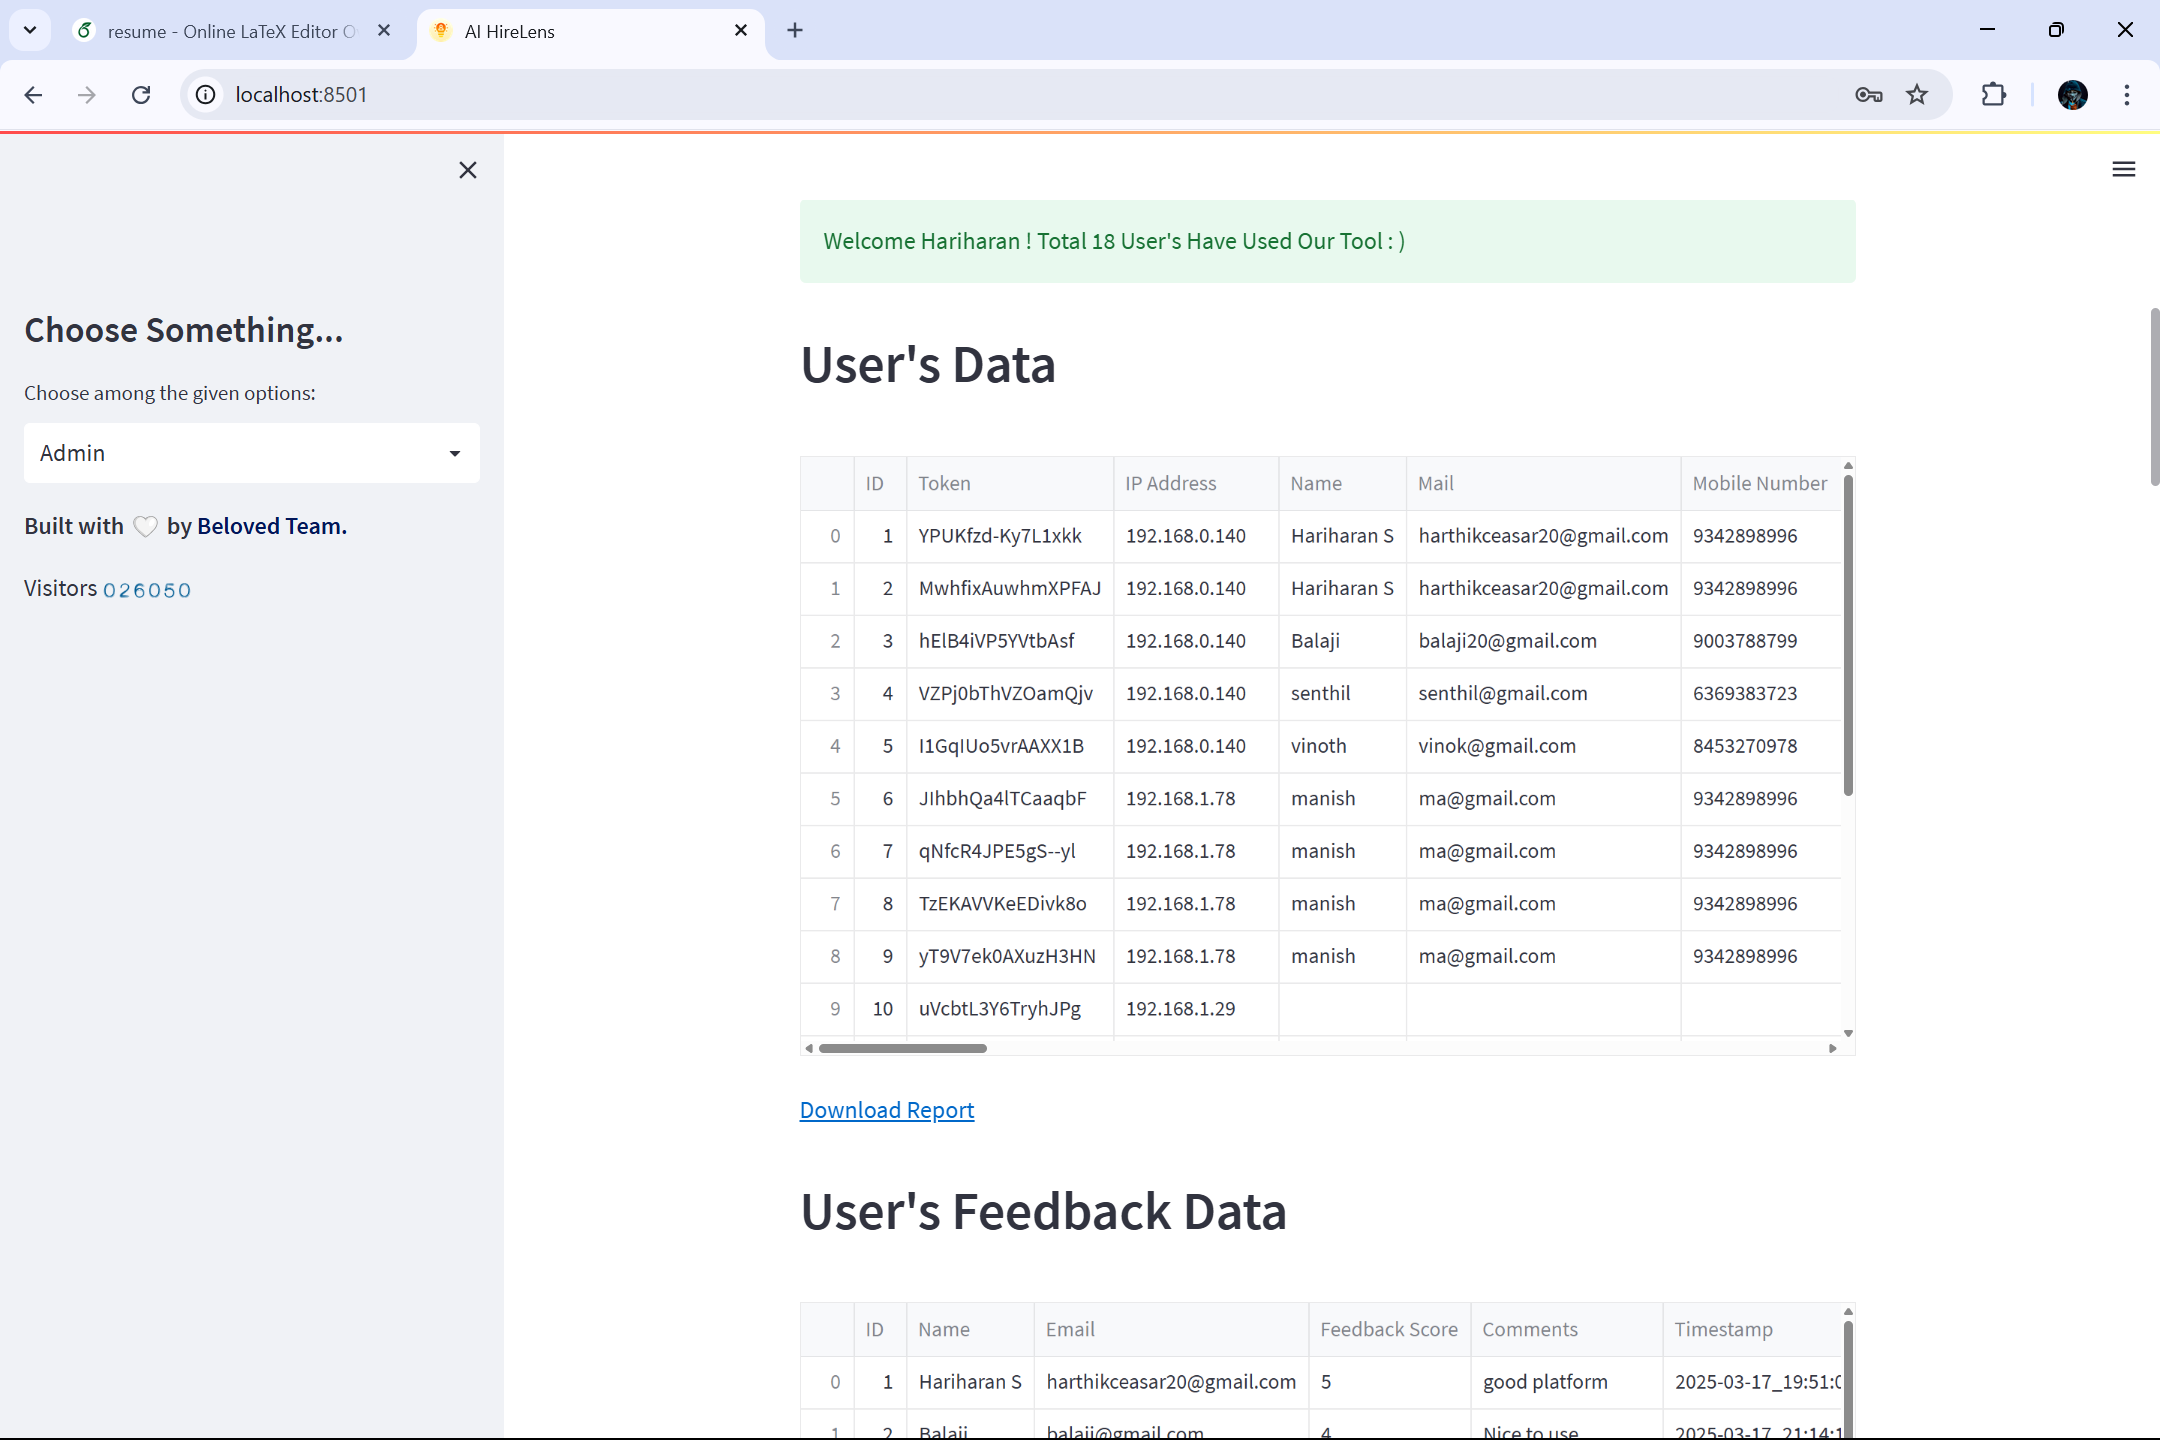 resume - Online LaTeX Editor O
AI HireLens
localhost:8501
Choose Something...
Choose among the given options:
Admin
Built with 🤍 by Beloved Team.
Visitors 026050
Welcome Hariharan ! Total 18 User's Have Used Our Tool : )
User's Data
ID Token IP Address Name Mail Mobile Number
0 1 YPUKfzd-Ky7L1xkk 192.168.0.140 Hariharan S harthikceasar20@gmail.com 9342898996
1 2 MwhfixAuwhmXPFAJ 192.168.0.140 Hariharan S harthikceasar20@gmail.com 9342898996
2 3 hElB4iVP5YVtbAsf 192.168.0.140 Balaji balaji20@gmail.com 9003788799
3 4 VZPj0bThVZOamQjv 192.168.0.140 senthil senthil@gmail.com 6369383723
4 5 I1GqIUo5vrAAXX1B 192.168.0.140 vinoth vinok@gmail.com 8453270978
5 6 JIhbhQa4lTCaaqbF 192.168.1.78 manish ma@gmail.com 9342898996
6 7 qNfcR4JPE5gS--yl 192.168.1.78 manish ma@gmail.com 9342898996
7 8 TzEKAVVKeEDivk8o 192.168.1.78 manish ma@gmail.com 9342898996
8 9 yT9V7ek0AXuzH3HN 192.168.1.78 manish ma@gmail.com 9342898996
9 10 uVcbtL3Y6TryhJPg 192.168.1.29
Download Report
User's Feedback Data
ID Name Email Feedback Score Comments Timestamp
0 1 Hariharan S harthikceasar20@gmail.com 5 good platform 2025-03-17_19:51:0
1 2 Balaji balaji@gmail.com 4 Nice to use 2025-03-17_21:14:1